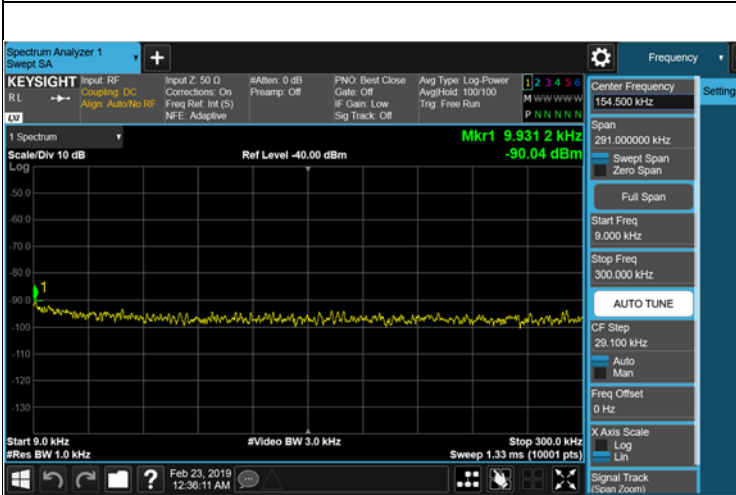 Spectrum Analyzer 1
Swept SA
Frequency
KEYSIGHT
RL
LXI
Input: RF
Coupling: DC
Align: Auto/No RF
Input Z: 50 Ω
Corrections: On
Freq Ref: Int (S)
NFE: Adaptive
#Atten: 0 dB
Preamp: Off
PNO: Best Close
Gate: Off
IF Gain: Low
Sig Track: Off
Avg Type: Log-Power
Avg|Hold: 100/100
Trig: Free Run
1 2 3 4 5 6
M W W W W W
P N N N N N
Center Frequency
154.500 kHz
Settings
1 Spectrum
Mkr1 9.931 2 kHz
Scale/Div 10 dB
Ref Level -40.00 dBm
-90.04 dBm
Log
-50.0
-60.0
-70.0
-80.0
-90.0
-100
-110
-120
-130
1
Span
291.000000 kHz
Swept Span
Zero Span
Full Span
Start Freq
9.000 kHz
Stop Freq
300.000 kHz
AUTO TUNE
CF Step
29.100 kHz
Auto
Man
Freq Offset
0 Hz
X Axis Scale
Log
Lin
Signal Track
(Span Zoom)
Start 9.0 kHz
#Video BW 3.0 kHz
Stop 300.0 kHz
#Res BW 1.0 kHz
Sweep 1.33 ms (10001 pts)
?
Feb 23, 2019
12:36:11 AM